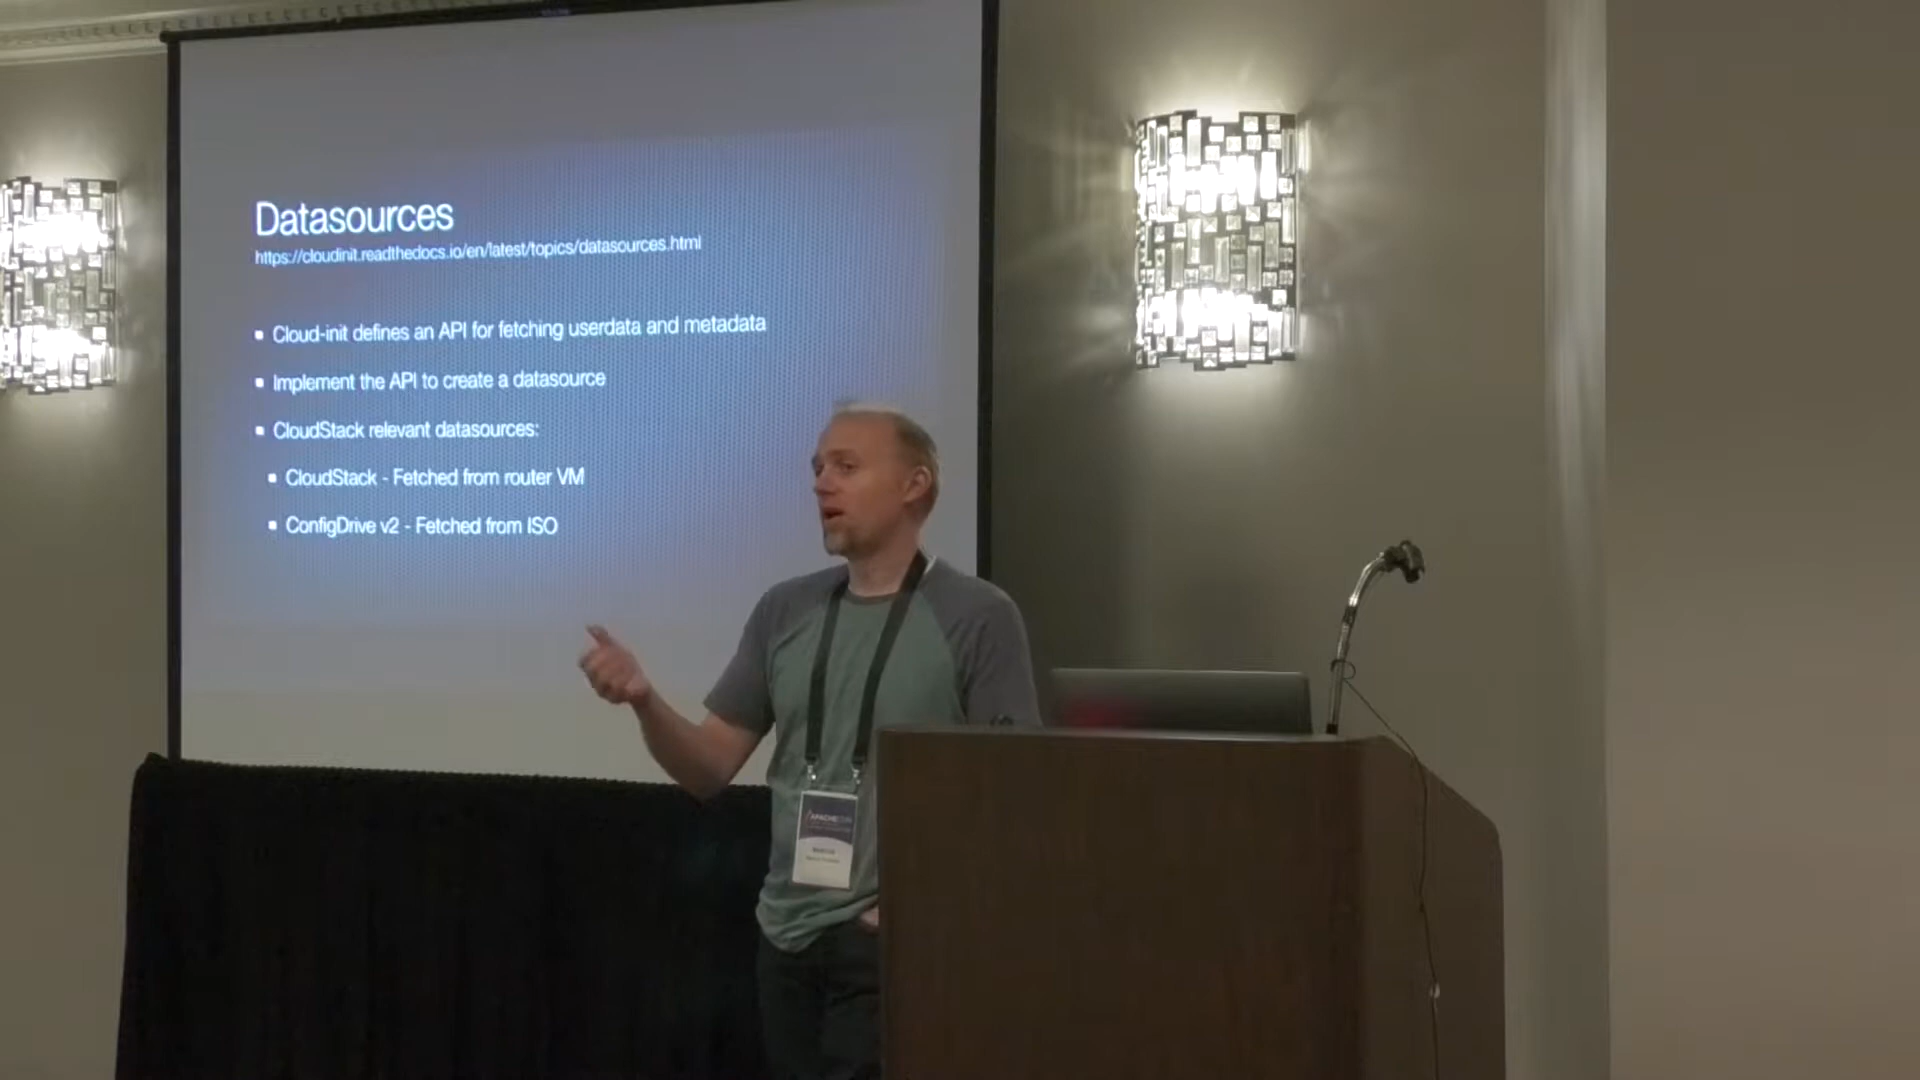 Datasources
https://cloudinit.readthedocs.io/en/latest/topics/datasources.html
▪ Cloud-init defines an API for fetching userdata and metadata
▪ Implement the API to create a datasource
▪ CloudStack relevant datasources:
▪ CloudStack - Fetched from router VM
▪ ConfigDrive v2 - Fetched from ISO
APACHECON